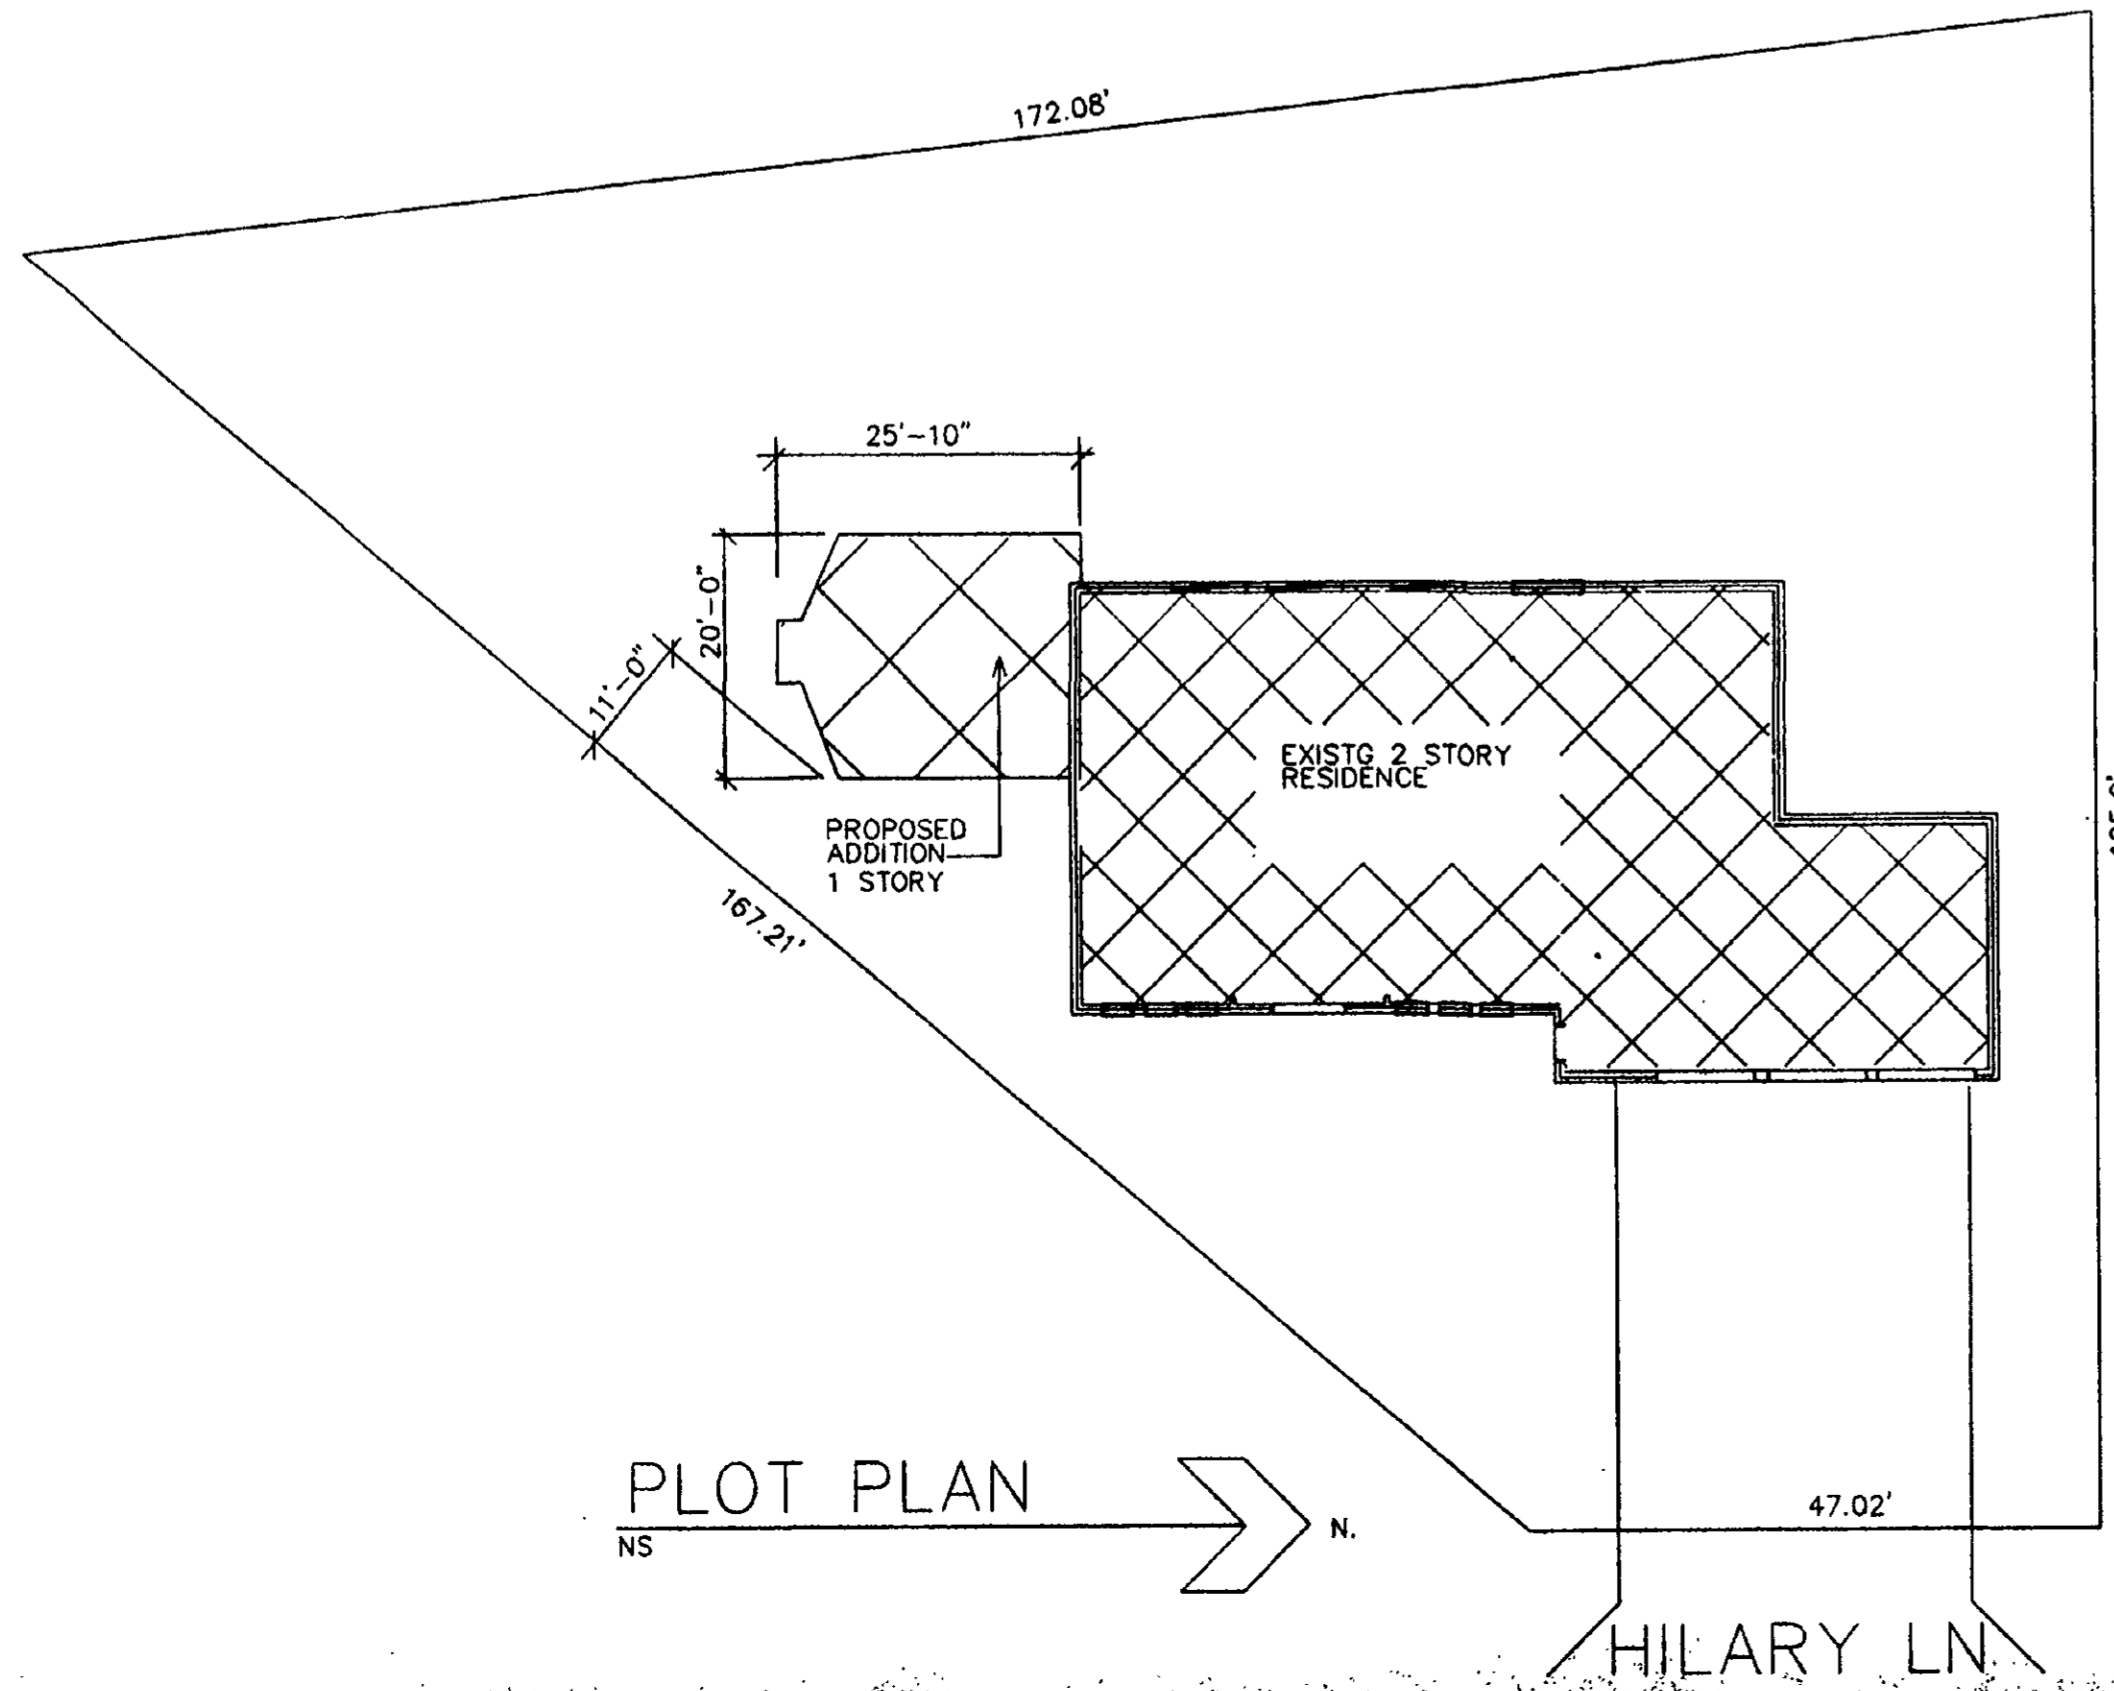 172.08'
25'-10"
20'-0"
11'-0"
EXISTG 2 STORY
RESIDENCE
PROPOSED
ADDITION
1 STORY
167.21'
47.02'
PLOT PLAN
NS
N.
HILARY LN